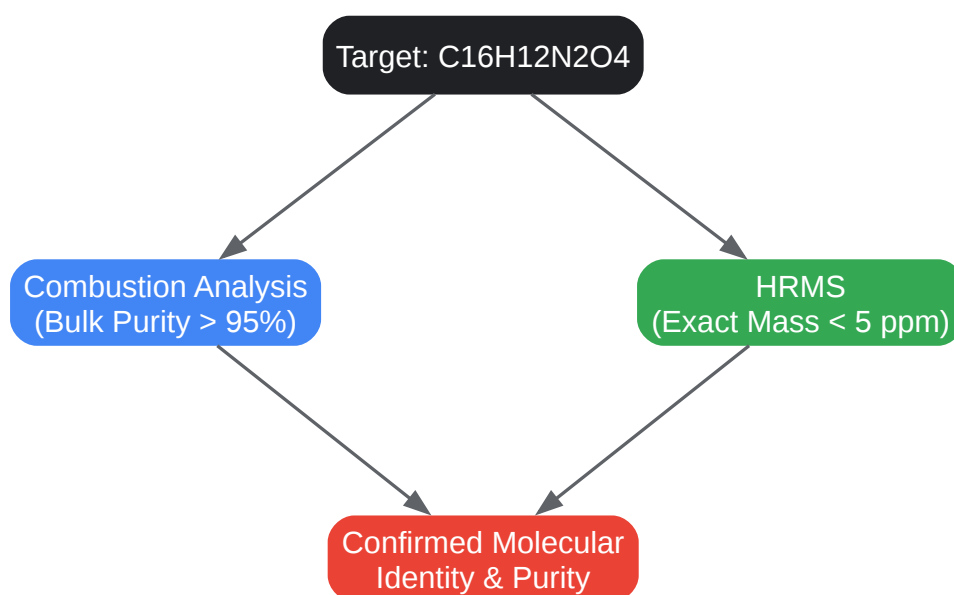 Target: C16H12N2O4
Combustion Analysis
(Bulk Purity > 95%)
HRMS
(Exact Mass < 5 ppm)
Confirmed Molecular
Identity & Purity